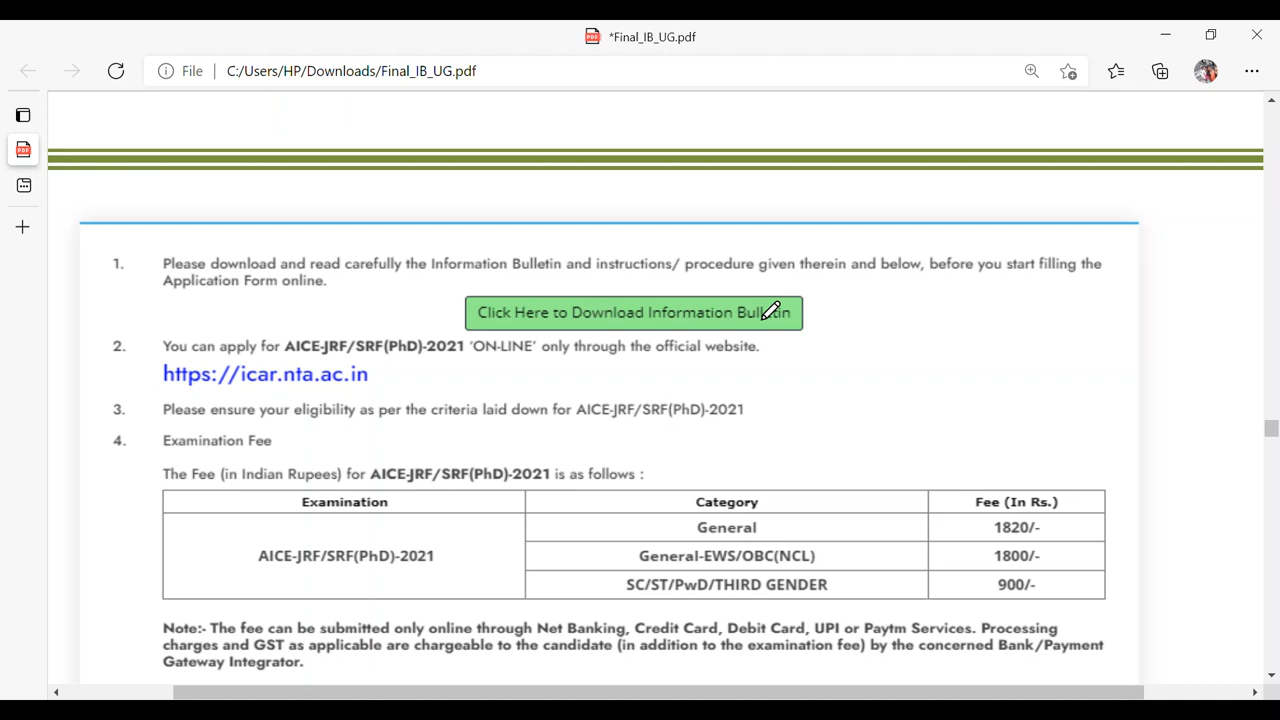 *Final_IB_UG.pdf
File | C:/Users/HP/Downloads/Final_IB_UG.pdf
1. Please download and read carefully the Information Bulletin and instructions/ procedure given therein and below, before you start filling the
Application Form online.
Click Here to Download Information Bulletin
2. You can apply for AICE-JRF/SRF(PhD)-2021 'ON-LINE' only through the official website.
https://icar.nta.ac.in
3. Please ensure your eligibility as per the criteria laid down for AICE-JRF/SRF(PhD)-2021
4. Examination Fee
The Fee (in Indian Rupees) for AICE-JRF/SRF(PhD)-2021 is as follows :
Examination Category Fee (In Rs.)
General 1820/-
AICE-JRF/SRF(PhD)-2021 General-EWS/OBC(NCL) 1800/-
SC/ST/PwD/THIRD GENDER 900/-
Note:- The fee can be submitted only online through Net Banking, Credit Card, Debit Card, UPI or Paytm Services. Processing
charges and GST as applicable are chargeable to the candidate (in addition to the examination fee) by the concerned Bank/Payment
Gateway Integrator.